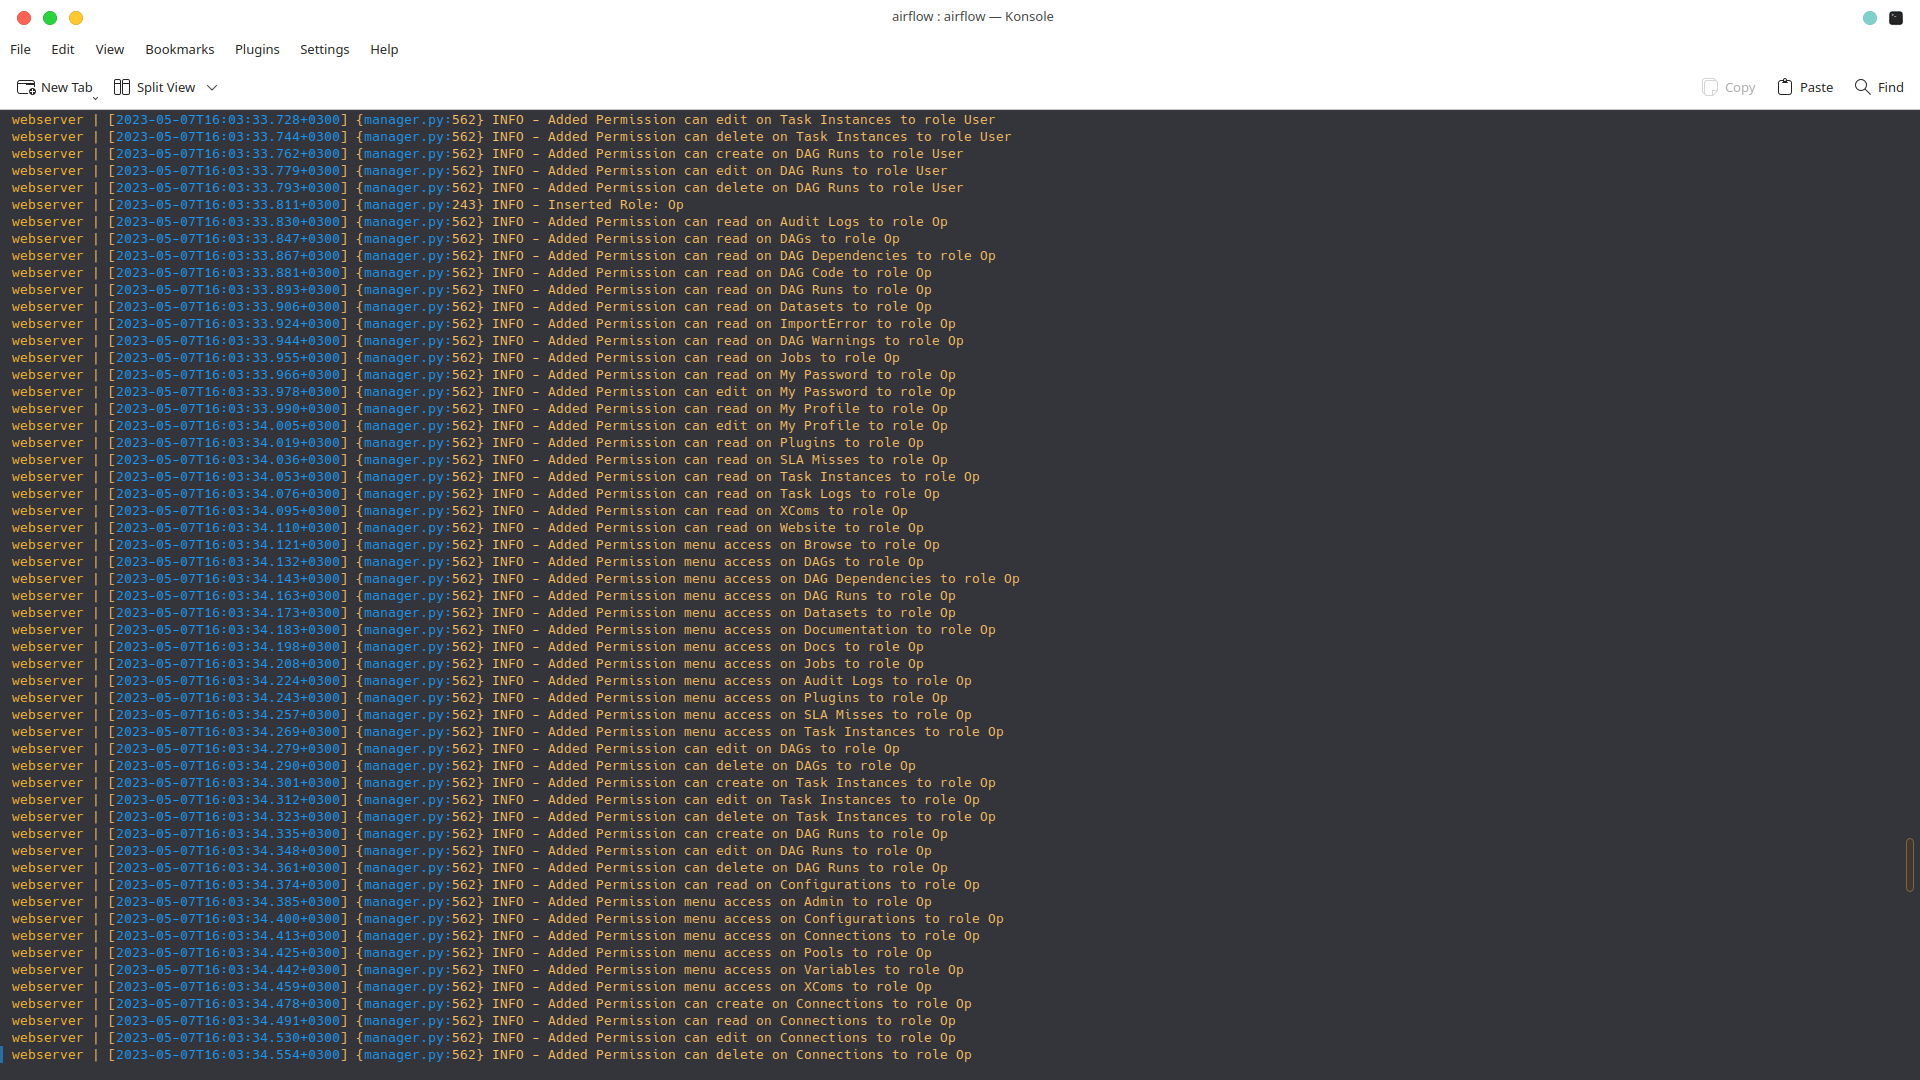 airflow : airflow — Konsole
File Edit View Bookmarks Plugins Settings Help
New Tab Split View Copy Paste Find
webserver | [2023-05-07T16:03:33.728+0300] {manager.py:562} INFO - Added Permission can edit on Task Instances to role User
webserver | [2023-05-07T16:03:33.744+0300] {manager.py:562} INFO - Added Permission can delete on Task Instances to role User
webserver | [2023-05-07T16:03:33.762+0300] {manager.py:562} INFO - Added Permission can create on DAG Runs to role User
webserver | [2023-05-07T16:03:33.779+0300] {manager.py:562} INFO - Added Permission can edit on DAG Runs to role User
webserver | [2023-05-07T16:03:33.793+0300] {manager.py:562} INFO - Added Permission can delete on DAG Runs to role User
webserver | [2023-05-07T16:03:33.811+0300] {manager.py:243} INFO - Inserted Role: Op
webserver | [2023-05-07T16:03:33.830+0300] {manager.py:562} INFO - Added Permission can read on Audit Logs to role Op
webserver | [2023-05-07T16:03:33.847+0300] {manager.py:562} INFO - Added Permission can read on DAGs to role Op
webserver | [2023-05-07T16:03:33.867+0300] {manager.py:562} INFO - Added Permission can read on DAG Dependencies to role Op
webserver | [2023-05-07T16:03:33.881+0300] {manager.py:562} INFO - Added Permission can read on DAG Code to role Op
webserver | [2023-05-07T16:03:33.893+0300] {manager.py:562} INFO - Added Permission can read on DAG Runs to role Op
webserver | [2023-05-07T16:03:33.906+0300] {manager.py:562} INFO - Added Permission can read on Datasets to role Op
webserver | [2023-05-07T16:03:33.924+0300] {manager.py:562} INFO - Added Permission can read on ImportError to role Op
webserver | [2023-05-07T16:03:33.944+0300] {manager.py:562} INFO - Added Permission can read on DAG Warnings to role Op
webserver | [2023-05-07T16:03:33.955+0300] {manager.py:562} INFO - Added Permission can read on Jobs to role Op
webserver | [2023-05-07T16:03:33.966+0300] {manager.py:562} INFO - Added Permission can read on My Password to role Op
webserver | [2023-05-07T16:03:33.978+0300] {manager.py:562} INFO - Added Permission can edit on My Password to role Op
webserver | [2023-05-07T16:03:33.990+0300] {manager.py:562} INFO - Added Permission can read on My Profile to role Op
webserver | [2023-05-07T16:03:34.005+0300] {manager.py:562} INFO - Added Permission can edit on My Profile to role Op
webserver | [2023-05-07T16:03:34.019+0300] {manager.py:562} INFO - Added Permission can read on Plugins to role Op
webserver | [2023-05-07T16:03:34.036+0300] {manager.py:562} INFO - Added Permission can read on SLA Misses to role Op
webserver | [2023-05-07T16:03:34.053+0300] {manager.py:562} INFO - Added Permission can read on Task Instances to role Op
webserver | [2023-05-07T16:03:34.076+0300] {manager.py:562} INFO - Added Permission can read on Task Logs to role Op
webserver | [2023-05-07T16:03:34.095+0300] {manager.py:562} INFO - Added Permission can read on XComs to role Op
webserver | [2023-05-07T16:03:34.110+0300] {manager.py:562} INFO - Added Permission can read on Website to role Op
webserver | [2023-05-07T16:03:34.121+0300] {manager.py:562} INFO - Added Permission menu access on Browse to role Op
webserver | [2023-05-07T16:03:34.132+0300] {manager.py:562} INFO - Added Permission menu access on DAGs to role Op
webserver | [2023-05-07T16:03:34.143+0300] {manager.py:562} INFO - Added Permission menu access on DAG Dependencies to role Op
webserver | [2023-05-07T16:03:34.163+0300] {manager.py:562} INFO - Added Permission menu access on DAG Runs to role Op
webserver | [2023-05-07T16:03:34.173+0300] {manager.py:562} INFO - Added Permission menu access on Datasets to role Op
webserver | [2023-05-07T16:03:34.183+0300] {manager.py:562} INFO - Added Permission menu access on Documentation to role Op
webserver | [2023-05-07T16:03:34.198+0300] {manager.py:562} INFO - Added Permission menu access on Docs to role Op
webserver | [2023-05-07T16:03:34.208+0300] {manager.py:562} INFO - Added Permission menu access on Jobs to role Op
webserver | [2023-05-07T16:03:34.224+0300] {manager.py:562} INFO - Added Permission menu access on Audit Logs to role Op
webserver | [2023-05-07T16:03:34.243+0300] {manager.py:562} INFO - Added Permission menu access on Plugins to role Op
webserver | [2023-05-07T16:03:34.257+0300] {manager.py:562} INFO - Added Permission menu access on SLA Misses to role Op
webserver | [2023-05-07T16:03:34.269+0300] {manager.py:562} INFO - Added Permission menu access on Task Instances to role Op
webserver | [2023-05-07T16:03:34.279+0300] {manager.py:562} INFO - Added Permission can edit on DAGs to role Op
webserver | [2023-05-07T16:03:34.290+0300] {manager.py:562} INFO - Added Permission can delete on DAGs to role Op
webserver | [2023-05-07T16:03:34.301+0300] {manager.py:562} INFO - Added Permission can create on Task Instances to role Op
webserver | [2023-05-07T16:03:34.312+0300] {manager.py:562} INFO - Added Permission can edit on Task Instances to role Op
webserver | [2023-05-07T16:03:34.323+0300] {manager.py:562} INFO - Added Permission can delete on Task Instances to role Op
webserver | [2023-05-07T16:03:34.335+0300] {manager.py:562} INFO - Added Permission can create on DAG Runs to role Op
webserver | [2023-05-07T16:03:34.348+0300] {manager.py:562} INFO - Added Permission can edit on DAG Runs to role Op
webserver | [2023-05-07T16:03:34.361+0300] {manager.py:562} INFO - Added Permission can delete on DAG Runs to role Op
webserver | [2023-05-07T16:03:34.374+0300] {manager.py:562} INFO - Added Permission can read on Configurations to role Op
webserver | [2023-05-07T16:03:34.385+0300] {manager.py:562} INFO - Added Permission menu access on Admin to role Op
webserver | [2023-05-07T16:03:34.400+0300] {manager.py:562} INFO - Added Permission menu access on Configurations to role Op
webserver | [2023-05-07T16:03:34.413+0300] {manager.py:562} INFO - Added Permission menu access on Connections to role Op
webserver | [2023-05-07T16:03:34.425+0300] {manager.py:562} INFO - Added Permission menu access on Pools to role Op
webserver | [2023-05-07T16:03:34.442+0300] {manager.py:562} INFO - Added Permission menu access on Variables to role Op
webserver | [2023-05-07T16:03:34.459+0300] {manager.py:562} INFO - Added Permission menu access on XComs to role Op
webserver | [2023-05-07T16:03:34.478+0300] {manager.py:562} INFO - Added Permission can create on Connections to role Op
webserver | [2023-05-07T16:03:34.491+0300] {manager.py:562} INFO - Added Permission can read on Connections to role Op
webserver | [2023-05-07T16:03:34.530+0300] {manager.py:562} INFO - Added Permission can edit on Connections to role Op
webserver | [2023-05-07T16:03:34.554+0300] {manager.py:562} INFO - Added Permission can delete on Connections to role Op